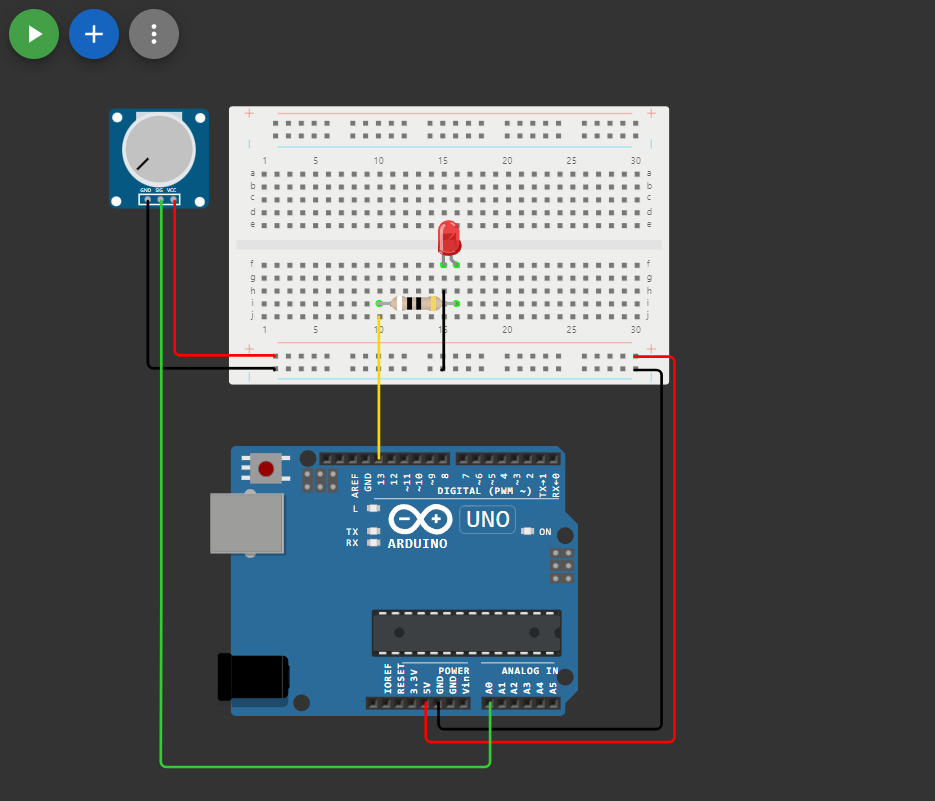 GND SIG VCC
+ +
1 5 10 15 20 25 30
a a
b b
c c
d d
e e
f f
g g
h h
i i
j j
1 5 10 15 20 25 30
+ +
AREF
GND
13
12
~11
~10
~9
8
7
~6
~5
4
~3
2
TX→1
RX←0
DIGITAL (PWM ~)
L
TX
RX
UNO
ON
ARDUINO
POWER
ANALOG IN
IOREF
RESET
3.3V
5V
GND
GND
Vin
A0
A1
A2
A3
A4
A5